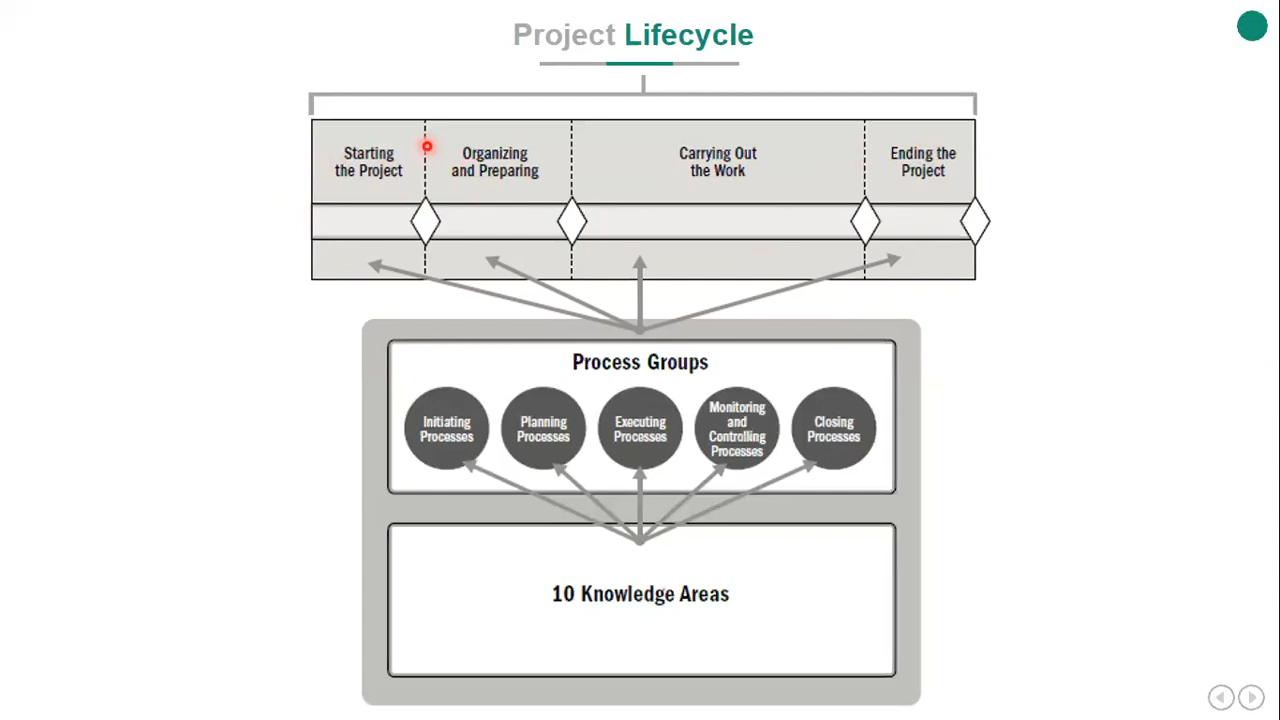 Project Lifecycle
Starting
the Project
Organizing
and Preparing
Carrying Out
the Work
Ending the
Project
Process Groups
Initiating
Processes
Planning
Processes
Executing
Processes
Monitoring
and
Controlling
Processes
Closing
Processes
10 Knowledge Areas